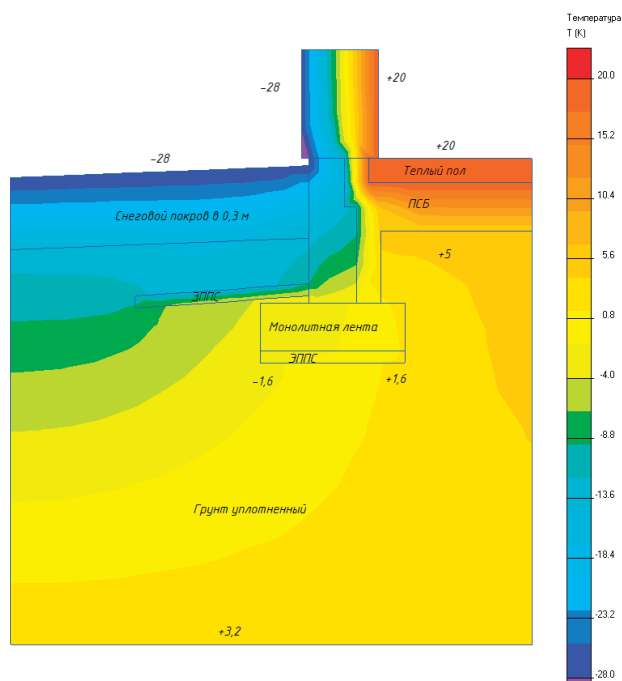 Температура
T (K)
20.0
15.2
10.4
5.6
0.8
-4.0
-8.8
-13.6
-18.4
-23.2
-28.0
-28
+20
-28
+20
Теплый пол
ПСБ
Снеговой покров в 0,3 м
+5
ЭППС
Монолитная лента
ЭППС
-1,6
+1,6
Грунт уплотненный
+3,2